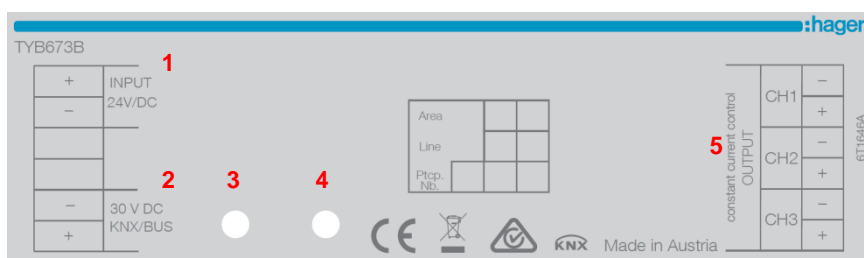 :hager
TYB673B
1
+ INPUT
- 24V/DC
2
- 30 V DC
+ KNX/BUS
3
4
Area
Line
Ptcp.
Nb.
CE
KNX
Made in Austria
5
constant current control
OUTPUT
CH1 -
+
CH2 -
+
CH3 -
+
6T1646A